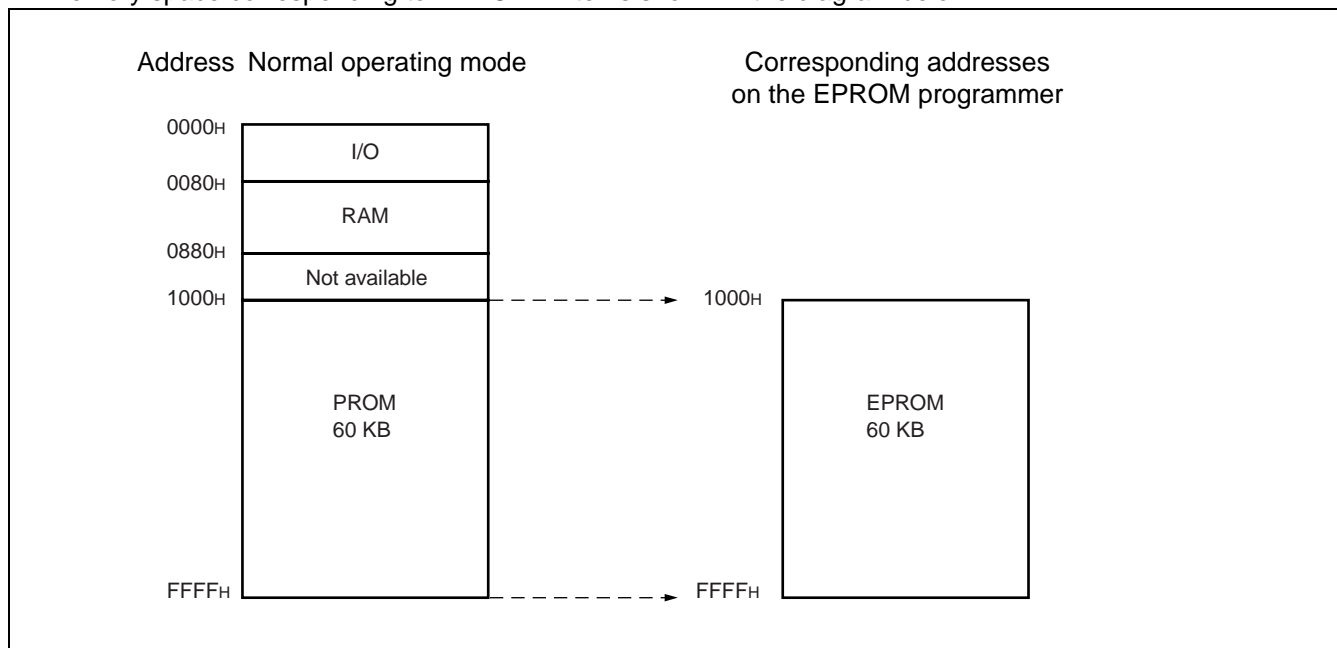 Address Normal operating mode
Corresponding addresses
on the EPROM programmer
0000H
I/O
0080H
RAM
0880H
Not available
1000H
1000H
PROM
60 KB
EPROM
60 KB
FFFFH
FFFFH